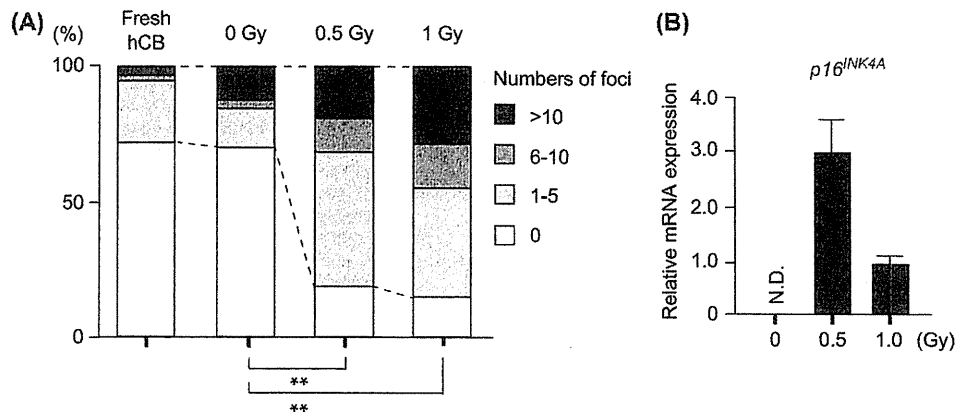 (A)
(%)
Fresh
hCB
0 Gy
0.5 Gy
1 Gy
100
50
0
Numbers of foci
>10
6-10
1-5
0
**
**
(B)
p16INK4A
Relative mRNA expression
4.0
3.0
2.0
1.0
0
N.D.
0
0.5
1.0
(Gy)